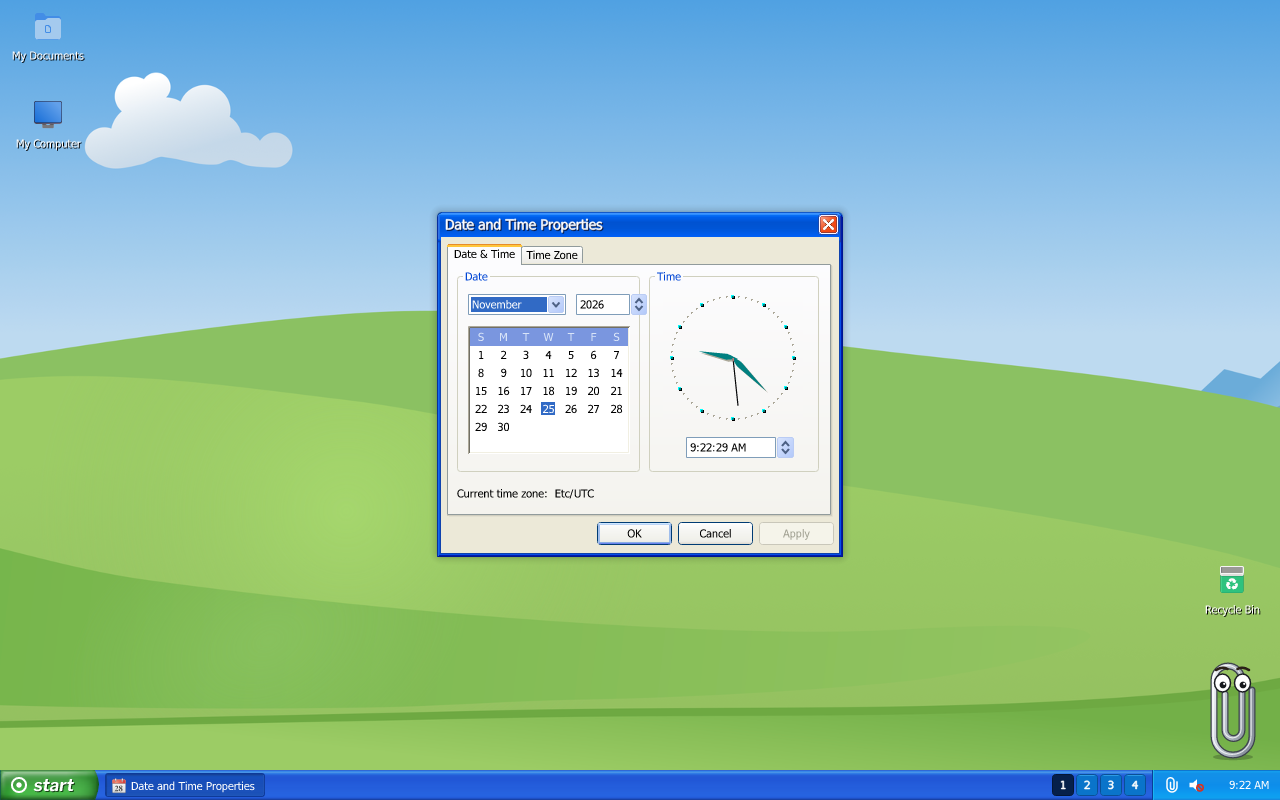 My Documents
My Computer
Date and Time Properties
Date & Time
Time Zone
Date
Time
November
2026
S M T W T F S
1 2 3 4 5 6 7
8 9 10 11 12 13 14
15 16 17 18 19 20 21
22 23 24 25 26 27 28
29 30
9:22:29 AM
Current time zone: Etc/UTC
OK
Cancel
Apply
Recycle Bin
start
28
Date and Time Properties
1 2 3 4
9:22 AM